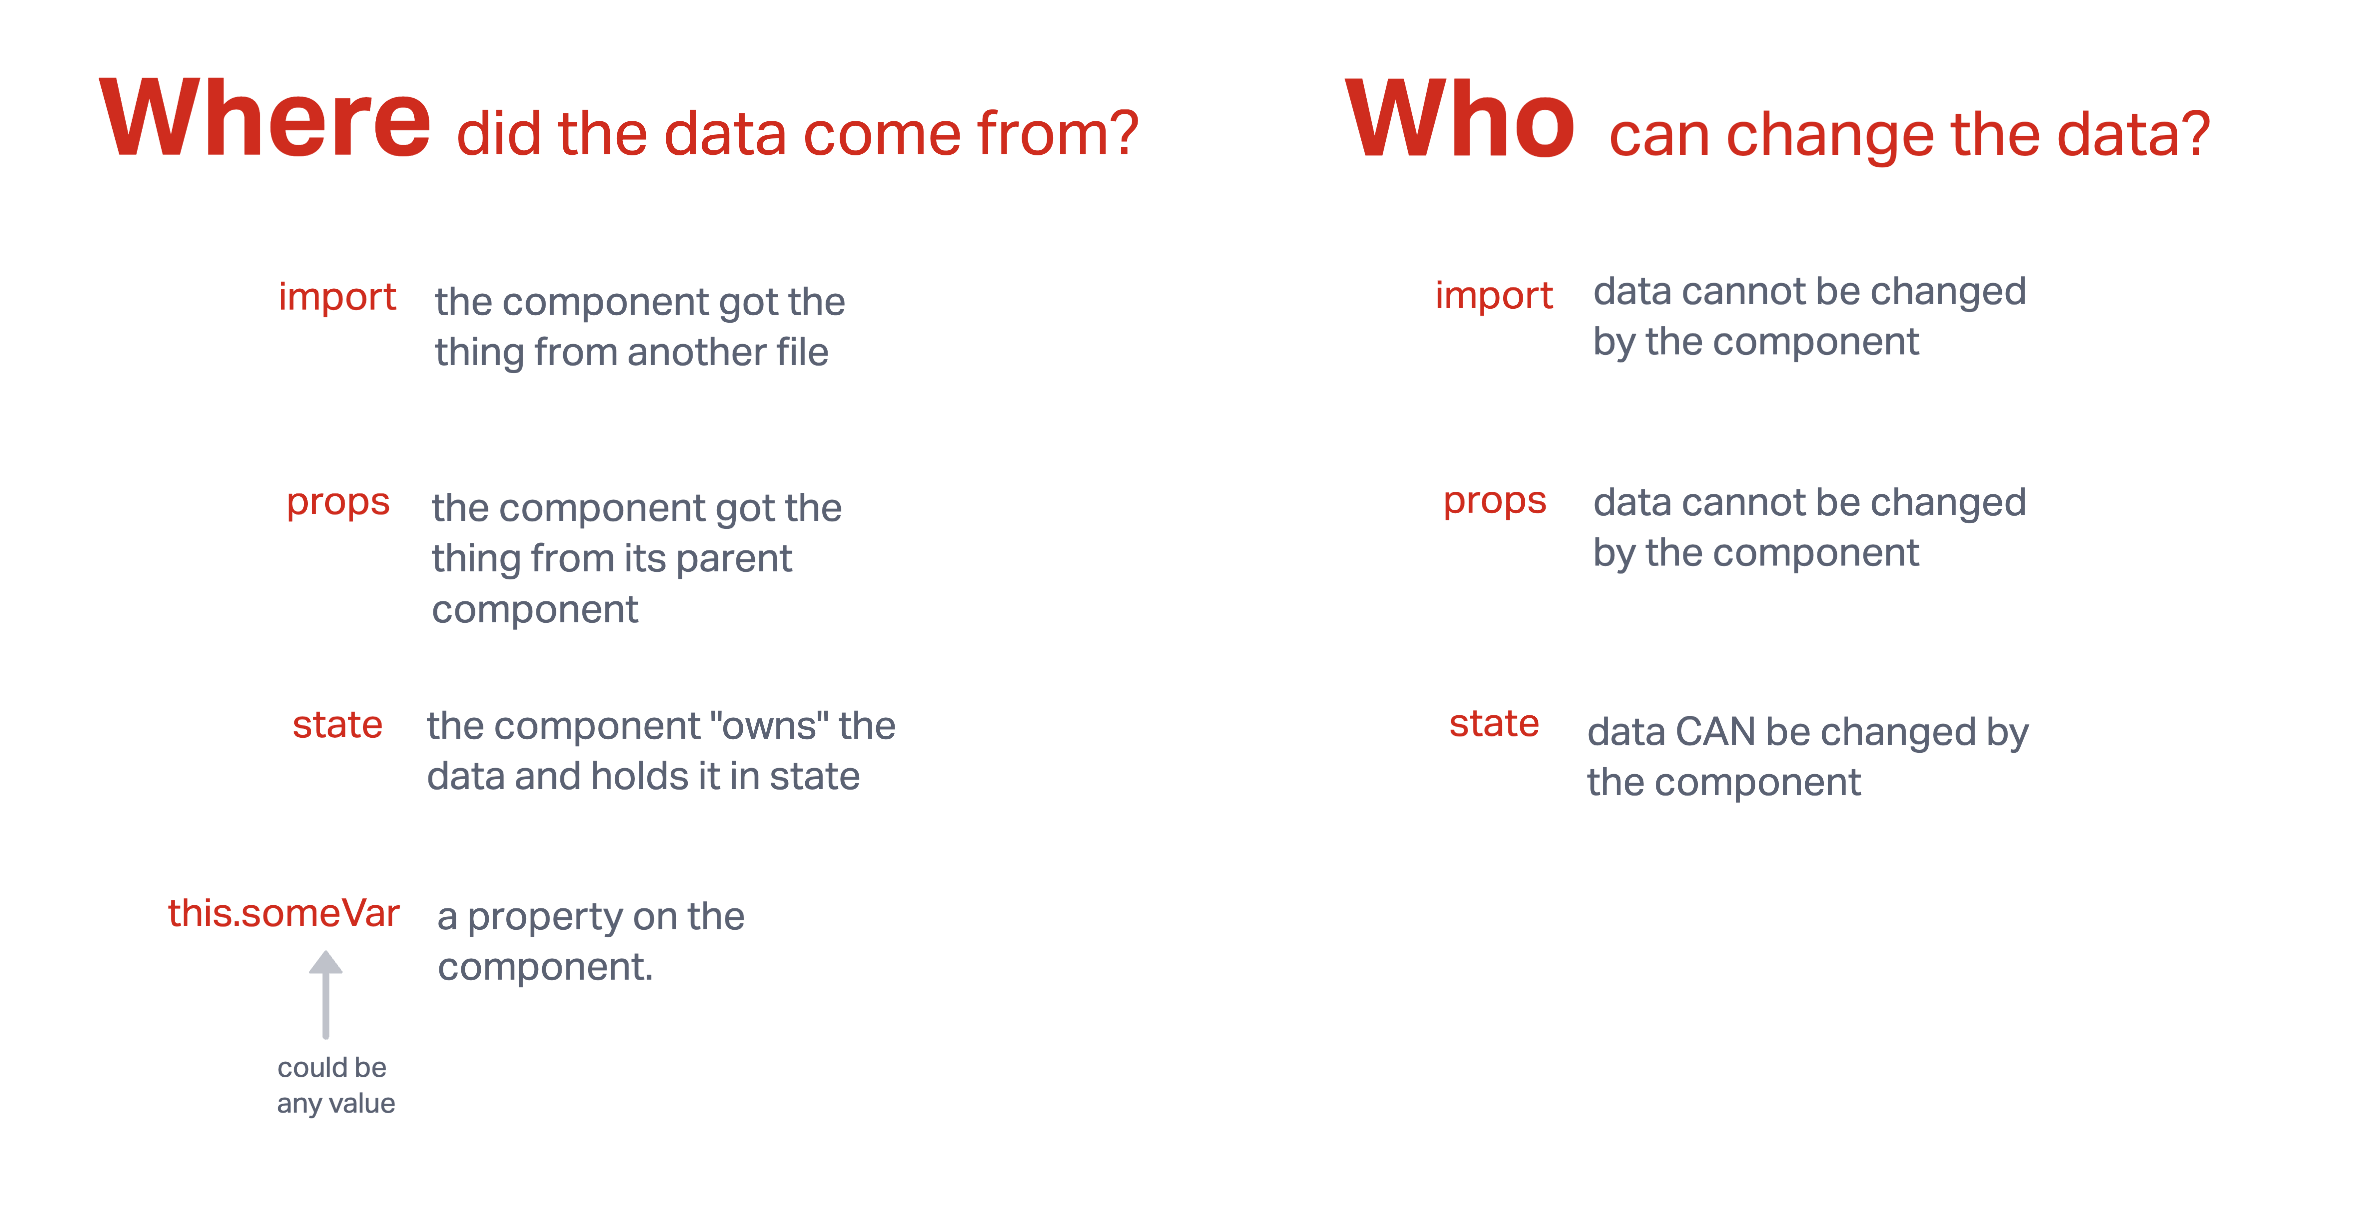 Where did the data come from?
import the component got the
thing from another file
props the component got the
thing from its parent
component
state the component "owns" the
data and holds it in state
this.someVar a property on the
component.
could be
any value
Who can change the data?
import data cannot be changed
by the component
props data cannot be changed
by the component
state data CAN be changed by
the component